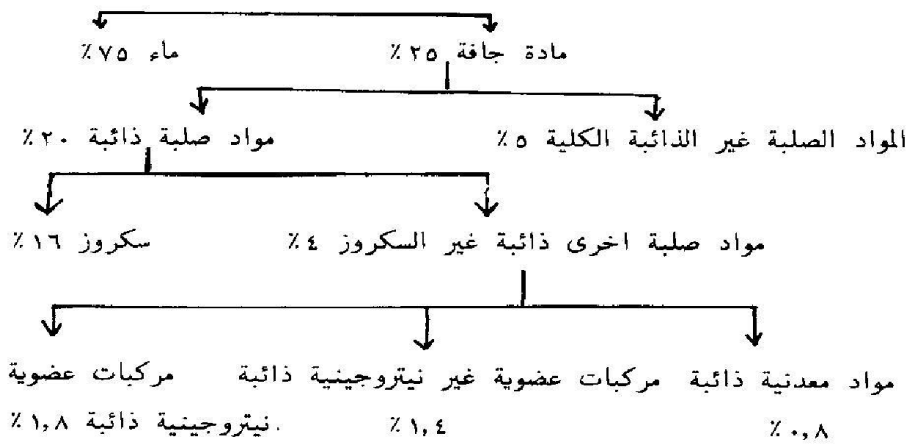 مادة جافة ٢٥٪ ماء ٧٥٪
المواد الصلبة غير الذائبة الكلية ٥٪ مواد صلبة ذائبة ٢٠٪
مواد صلبة اخرى ذائبة غير السكروز ٤٪ سكروز ١٦٪
مواد معدنية ذائبة مركبات عضوية غير نيتروجينية ذائبة مركبات عضوية
٠,٨٪ ١,٤٪ نيتروجينية ذائبة ١,٨٪